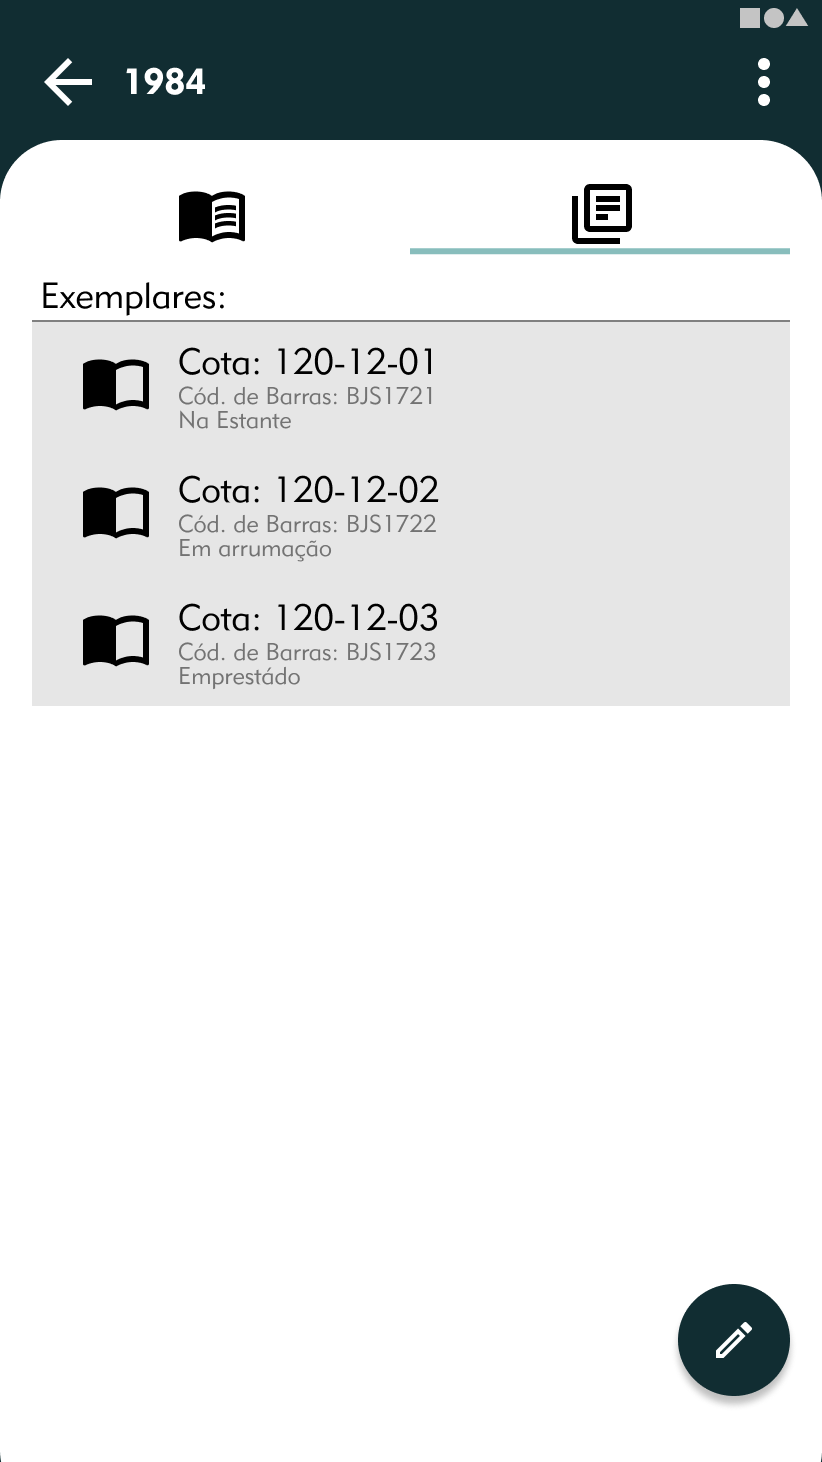 1984
Exemplares:
Cota: 120-12-01
Cód. de Barras: BJS1721
Na Estante
Cota: 120-12-02
Cód. de Barras: BJS1722
Em arrumação
Cota: 120-12-03
Cód. de Barras: BJS1723
Emprestádo